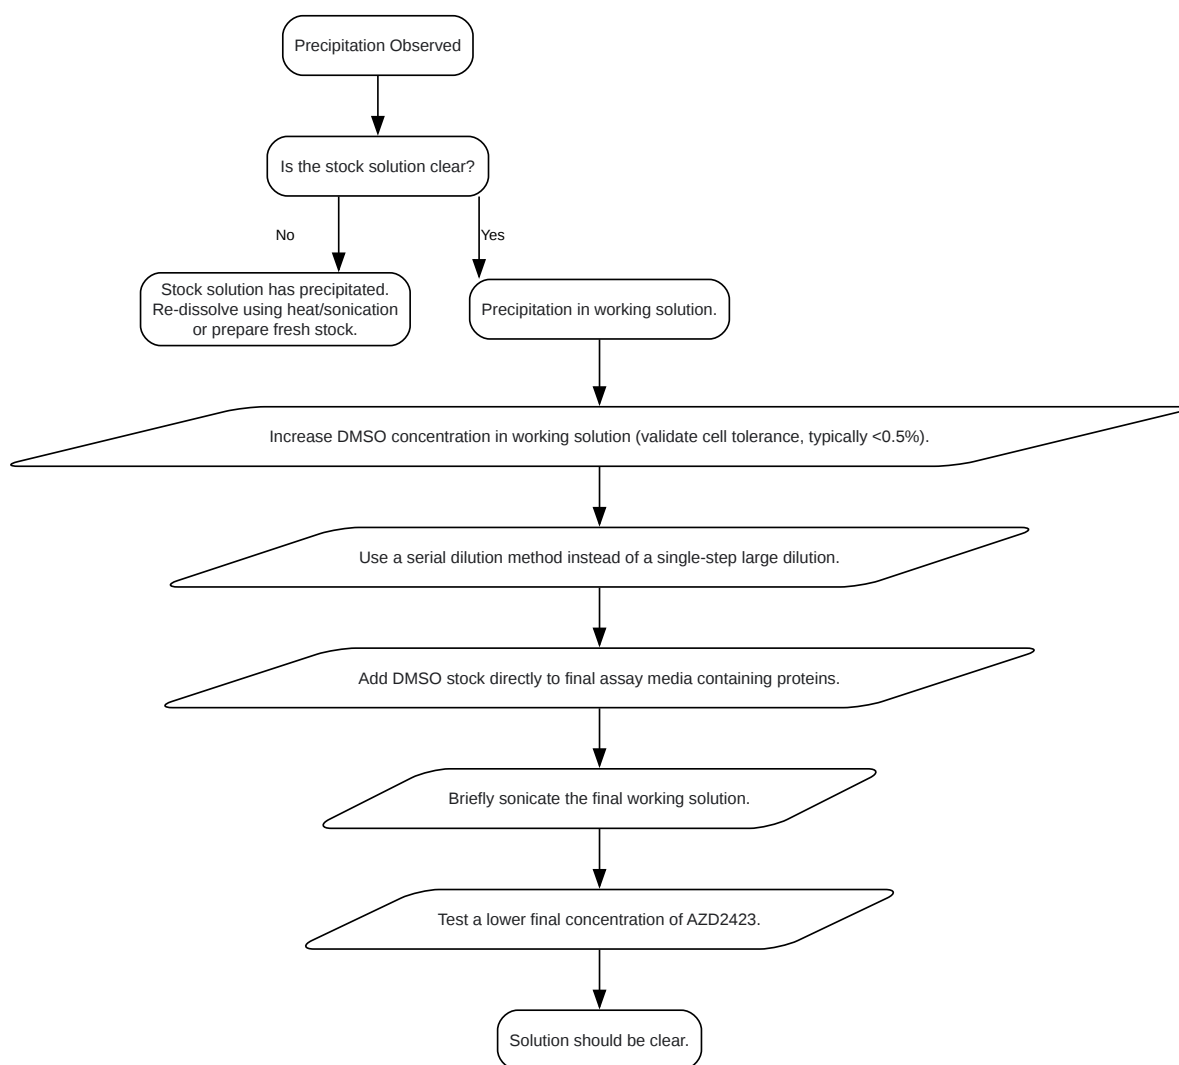 Precipitation Observed
Is the stock solution clear?
No
Yes
Stock solution has precipitated.
Re-dissolve using heat/sonication
or prepare fresh stock.
Precipitation in working solution.
Increase DMSO concentration in working solution (validate cell tolerance, typically <0.5%).
Use a serial dilution method instead of a single-step large dilution.
Add DMSO stock directly to final assay media containing proteins.
Briefly sonicate the final working solution.
Test a lower final concentration of AZD2423.
Solution should be clear.